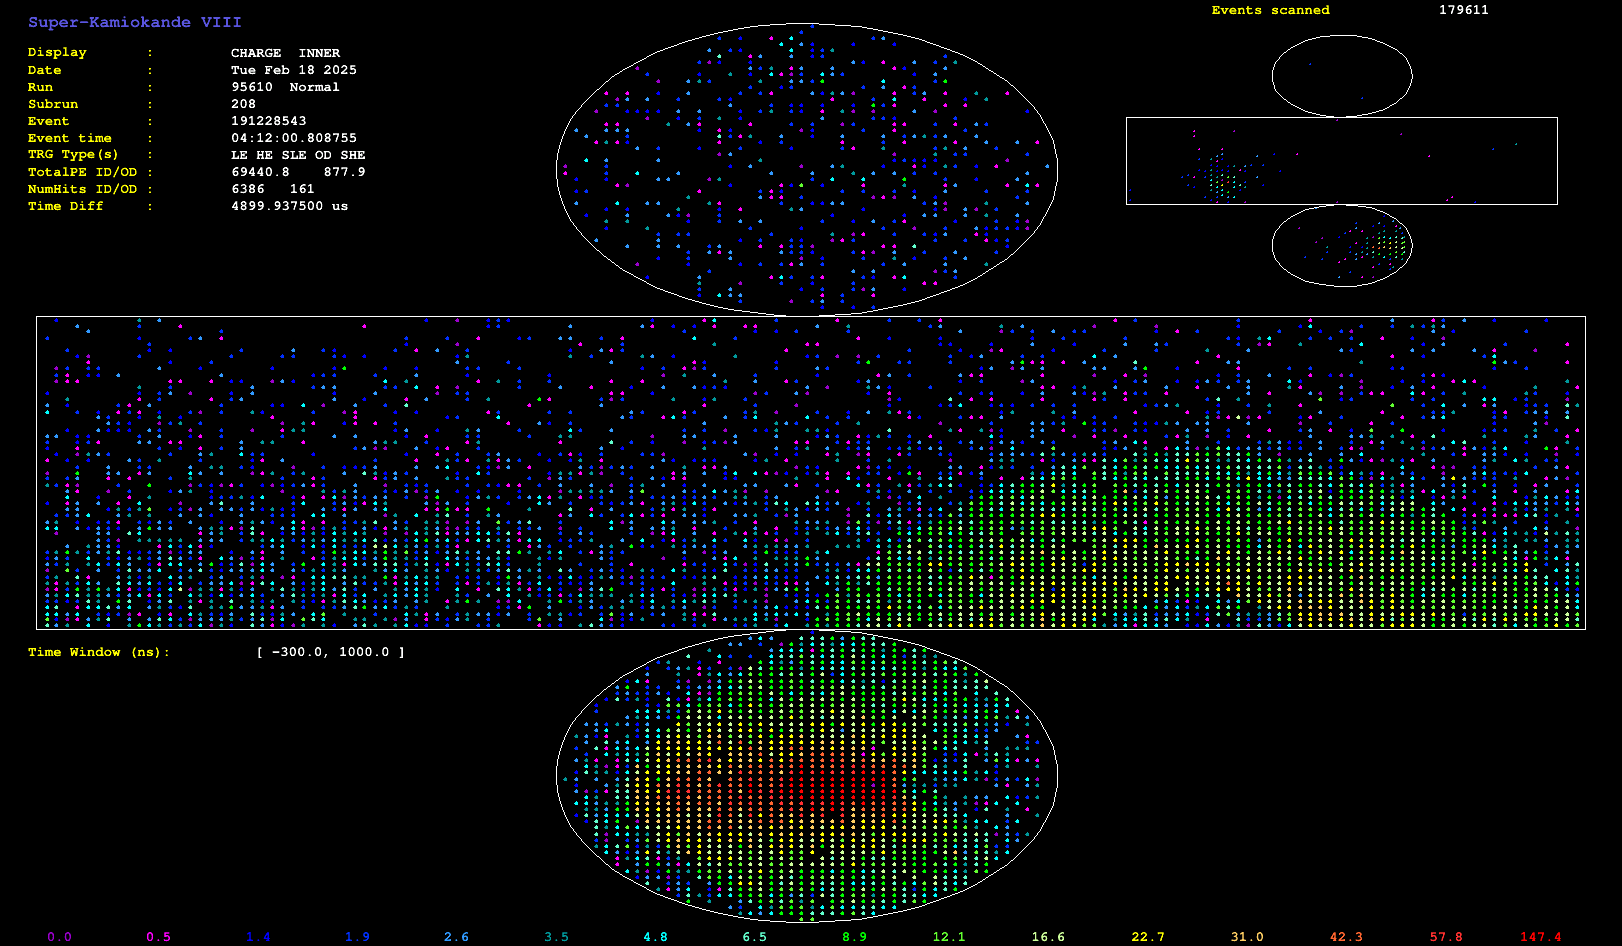 Super-Kamiokande VIII
Events scanned 179611
Display : CHARGE INNER
Date : Tue Feb 18 2025
Run : 95610 Normal
Subrun : 208
Event : 191228543
Event time : 04:12:00.808755
TRG Type(s) : LE HE SLE OD SHE
TotalPE ID/OD : 69440.8 877.9
NumHits ID/OD : 6386 161
Time Diff : 4899.937500 us
Time Window (ns): [ -300.0, 1000.0 ]
0.0 0.5 1.4 1.9 2.6 3.5 4.8 6.5 8.9 12.1 16.6 22.7 31.0 42.3 57.8 147.4